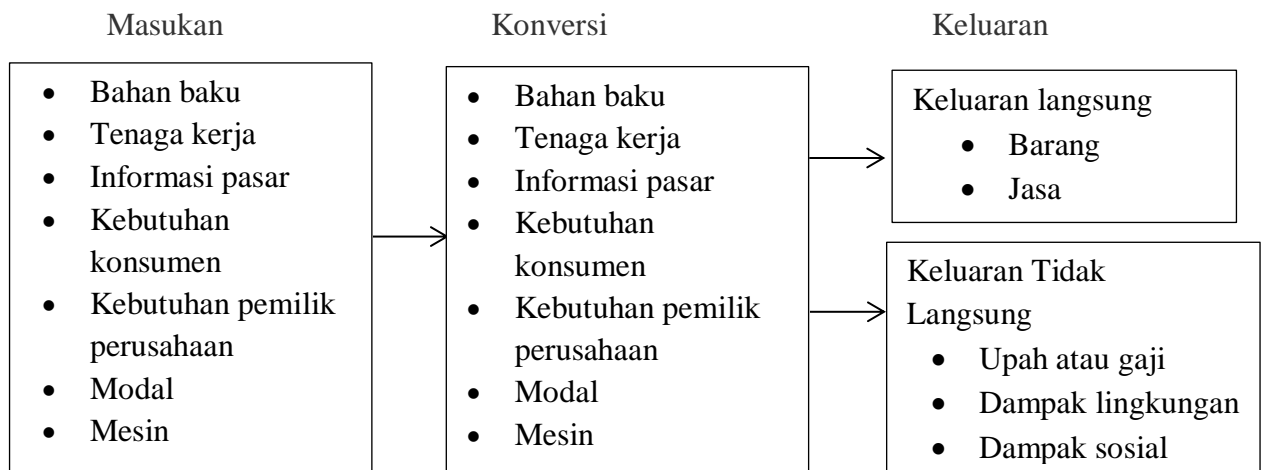 Masukan
Konversi
Keluaran
• Bahan baku
• Tenaga kerja
• Informasi pasar
• Kebutuhan
konsumen
• Kebutuhan pemilik
perusahaan
• Modal
• Mesin
• Bahan baku
• Tenaga kerja
• Informasi pasar
• Kebutuhan
konsumen
• Kebutuhan pemilik
perusahaan
• Modal
• Mesin
Keluaran langsung
• Barang
• Jasa
Keluaran Tidak
Langsung
• Upah atau gaji
• Dampak lingkungan
• Dampak sosial